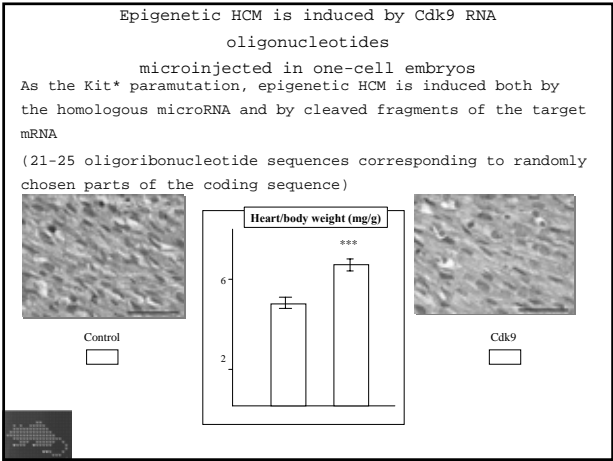 Epigenetic HCM is induced by Cdk9 RNA
oligonucleotides
microinjected in one-cell embryos
As the Kit* paramutation, epigenetic HCM is induced both by
the homologous microRNA and by cleaved fragments of the target
mRNA
(21-25 oligoribonucleotide sequences corresponding to randomly
chosen parts of the coding sequence)
Heart/body weight (mg/g)
***
6
2
Control
Cdk9